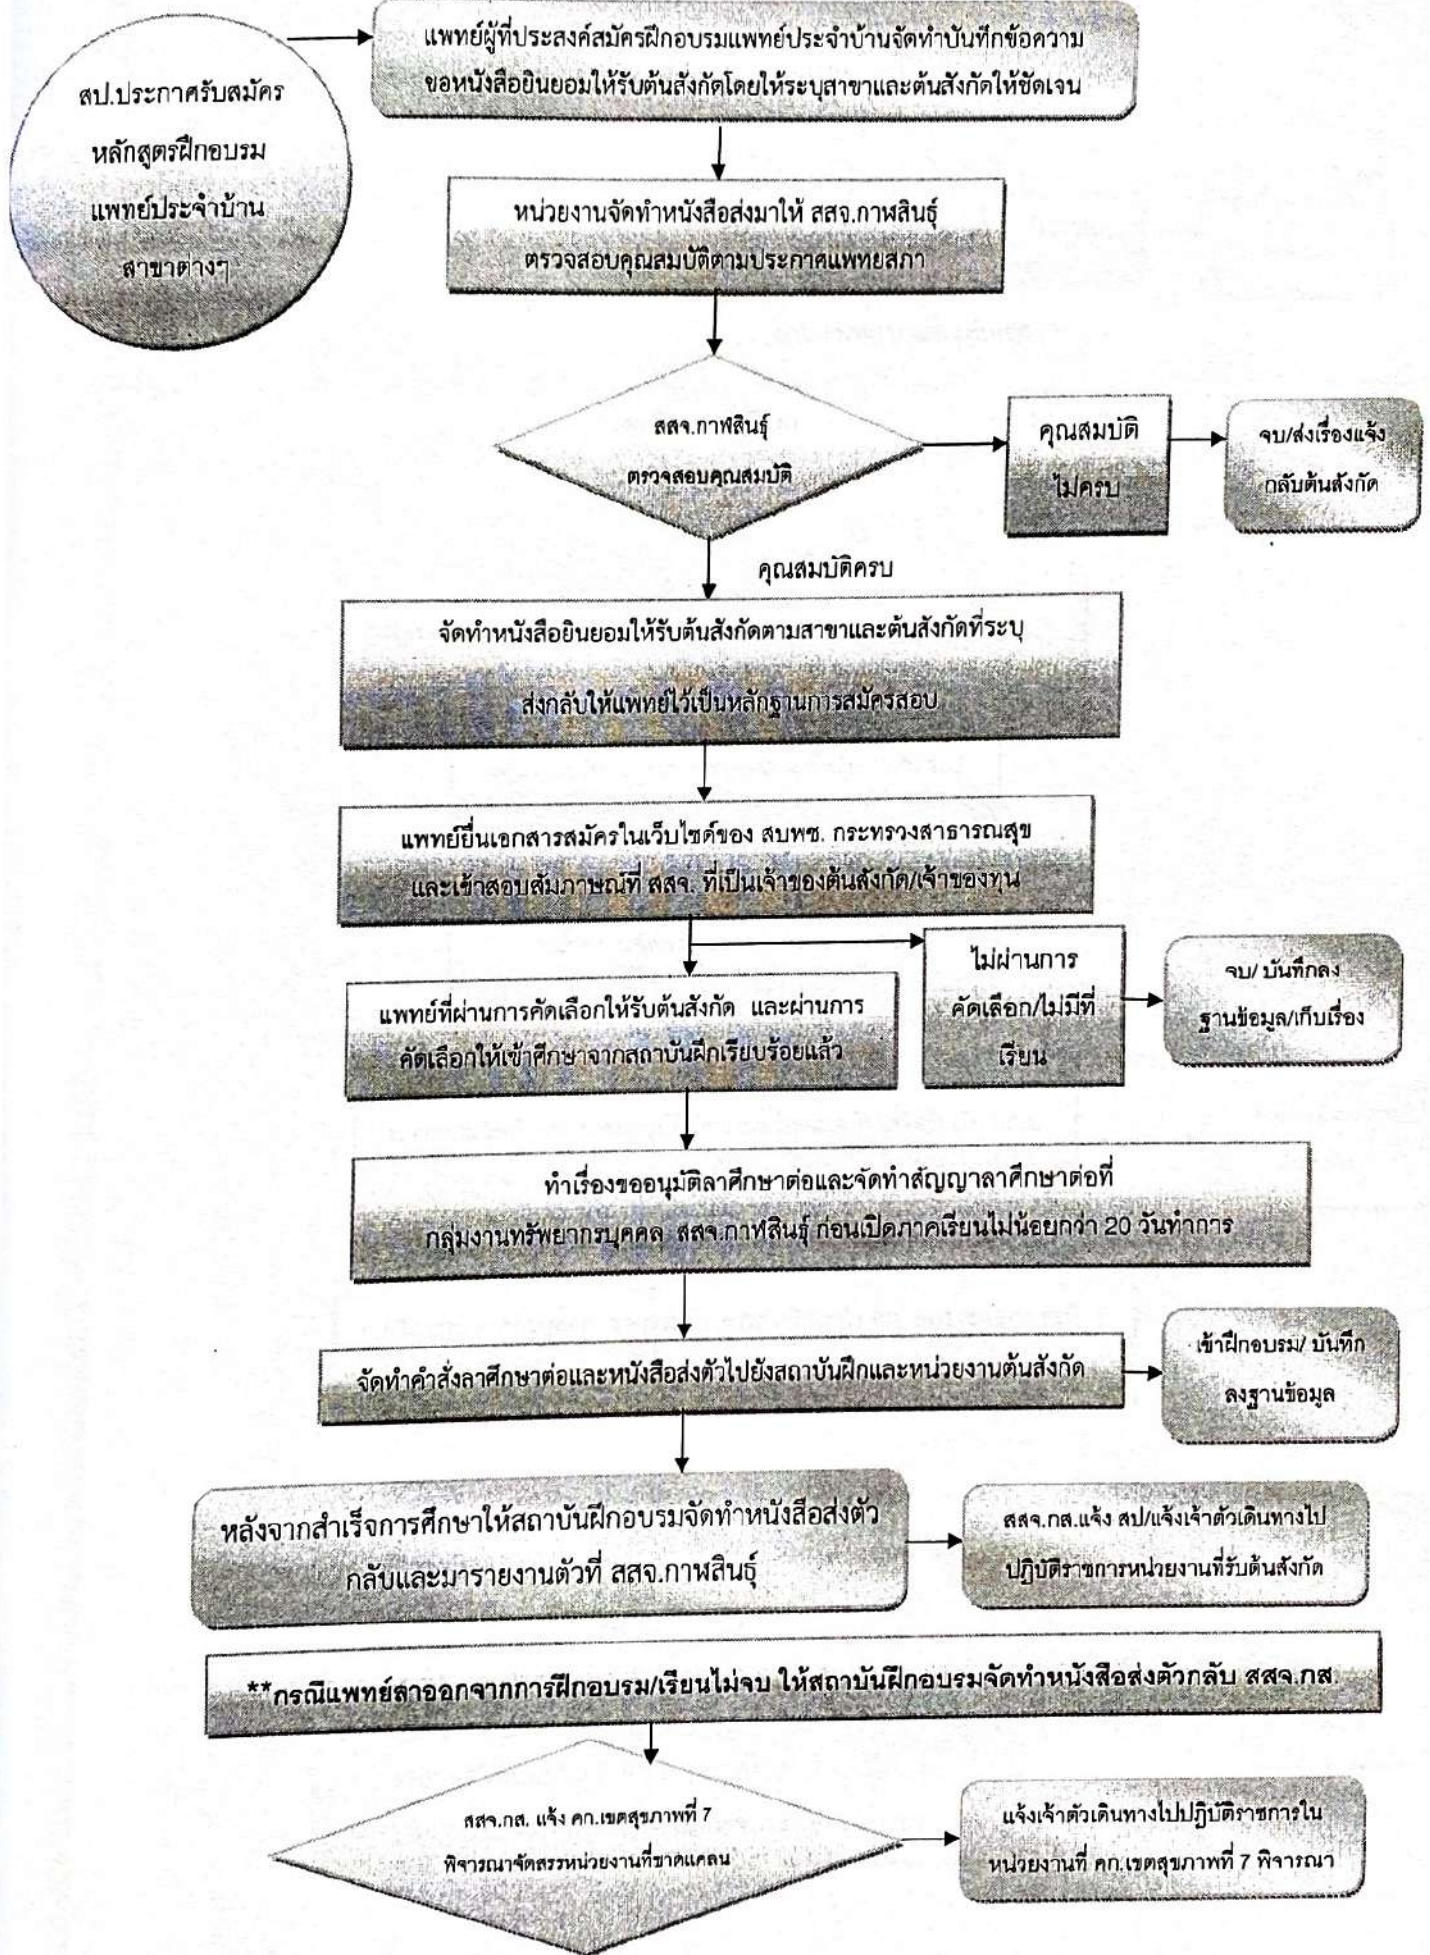 สป.ประกาศรับสมัคร
หลักสูตรฝึกอบรม
แพทย์ประจำบ้าน
สาขาต่างๆ
แพทย์ผู้ที่ประสงค์สมัครฝึกอบรมแพทย์ประจำบ้านจัดทำบันทึกข้อความ
ขอหนังสือยินยอมให้รับต้นสังกัดโดยให้ระบุสาขาและต้นสังกัดให้ชัดเจน
หน่วยงานจัดทำหนังสือส่งมาให้ สสจ.กาฬสินธุ์
ตรวจสอบคุณสมบัติตามประกาศแพทยสภา
สสจ.กาฬสินธุ์
ตรวจสอบคุณสมบัติ
คุณสมบัติ
ไม่ครบ
จบ/ส่งเรื่องแจ้ง
กลับต้นสังกัด
คุณสมบัติครบ
จัดทำหนังสือยินยอมให้รับต้นสังกัดตามสาขาและต้นสังกัดที่ระบุ
ส่งกลับให้แพทย์ไว้เป็นหลักฐานการสมัครสอบ
แพทย์ยื่นเอกสารสมัครในเว็บไซด์ของ สบพช. กระทรวงสาธารณสุข
และเข้าสอบสัมภาษณ์ที่ สสจ. ที่เป็นเจ้าของต้นสังกัด/เจ้าของทุน
แพทย์ที่ผ่านการคัดเลือกให้รับต้นสังกัด และผ่านการ
คัดเลือกให้เข้าศึกษาจากสถาบันฝึกเรียบร้อยแล้ว
ไม่ผ่านการ
คัดเลือก/ไม่มีที่
เรียน
จบ/ บันทึกลง
ฐานข้อมูล/เก็บเรื่อง
ทำเรื่องขออนุมัติลาศึกษาต่อและจัดทำสัญญาลาศึกษาต่อที่
กลุ่มงานทรัพยากรบุคคล สสจ.กาฬสินธุ์ ก่อนเปิดภาคเรียนไม่น้อยกว่า 20 วันทำการ
จัดทำคำสั่งลาศึกษาต่อและหนังสือส่งตัวไปยังสถาบันฝึกและหน่วยงานต้นสังกัด
เข้าฝึกอบรม/ บันทึก
ลงฐานข้อมูล
หลังจากสำเร็จการศึกษาให้สถาบันฝึกอบรมจัดทำหนังสือส่งตัว
กลับและมารายงานตัวที่ สสจ.กาฬสินธุ์
สสจ.กส.แจ้ง สป/แจ้งเจ้าตัวเดินทางไป
ปฏิบัติราชการหน่วยงานที่รับต้นสังกัด
**กรณีแพทย์ลาออกจากการฝึกอบรม/เรียนไม่จบ ให้สถาบันฝึกอบรมจัดทำหนังสือส่งตัวกลับ สสจ.กส.
สสจ.กส. แจ้ง คก.เขตสุขภาพที่ 7
พิจารณาจัดสรรหน่วยงานที่ขาดแคลน
แจ้งเจ้าตัวเดินทางไปปฏิบัติราชการใน
หน่วยงานที่ คก.เขตสุขภาพที่ 7 พิจารณา